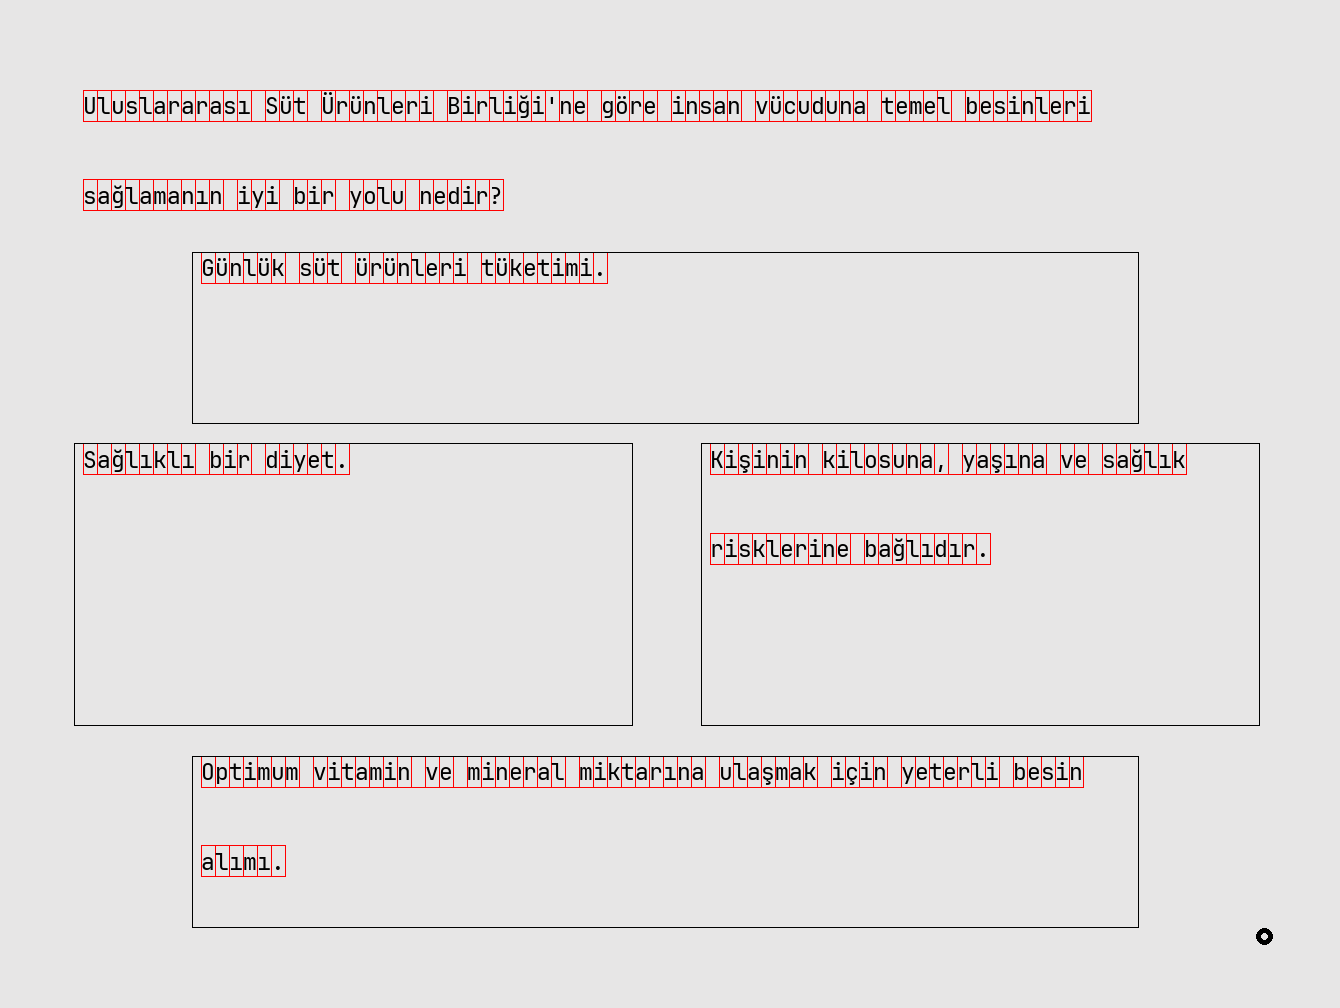 Uluslararası Süt Ürünleri Birliği'ne göre insan vücuduna temel besinleri
sağlamanın iyi bir yolu nedir?
Günlük süt ürünleri tüketimi.
Sağlıklı bir diyet.
Kişinin kilosuna, yaşına ve sağlık
risklerine bağlıdır.
Optimum vitamin ve mineral miktarına ulaşmak için yeterli besin
alımı.